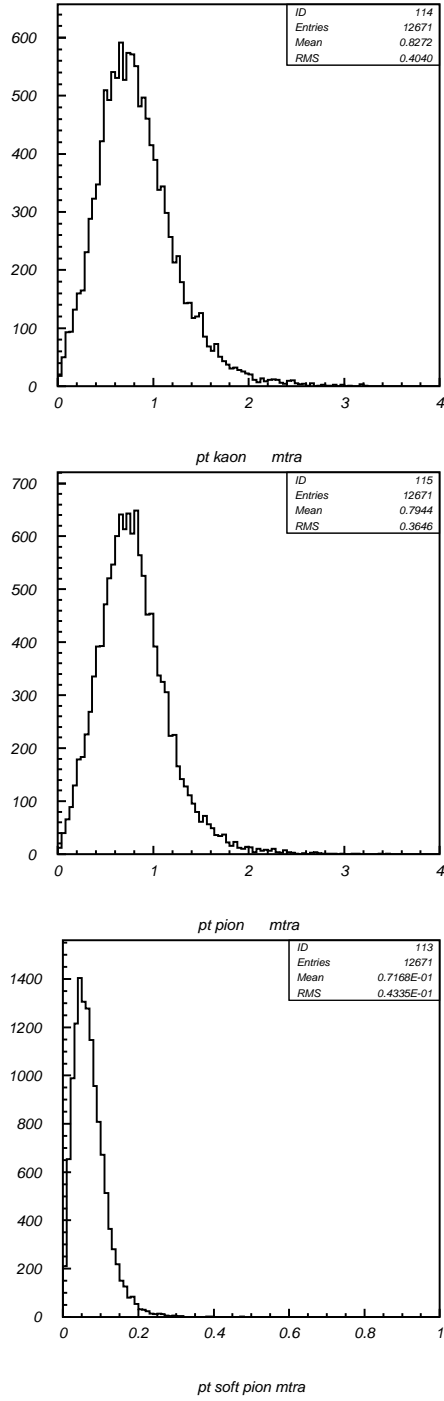 ID 114
Entries 12671
Mean 0.8272
RMS 0.4040
600
500
400
300
200
100
0
0 1 2 3 4
pt kaon mtra
ID 115
Entries 12671
Mean 0.7944
RMS 0.3646
700
600
500
400
300
200
100
0
0 1 2 3 4
pt pion mtra
ID 113
Entries 12671
Mean 0.7168E-01
RMS 0.4335E-01
1400
1200
1000
800
600
400
200
0
0 0.2 0.4 0.6 0.8 1
pt soft pion mtra